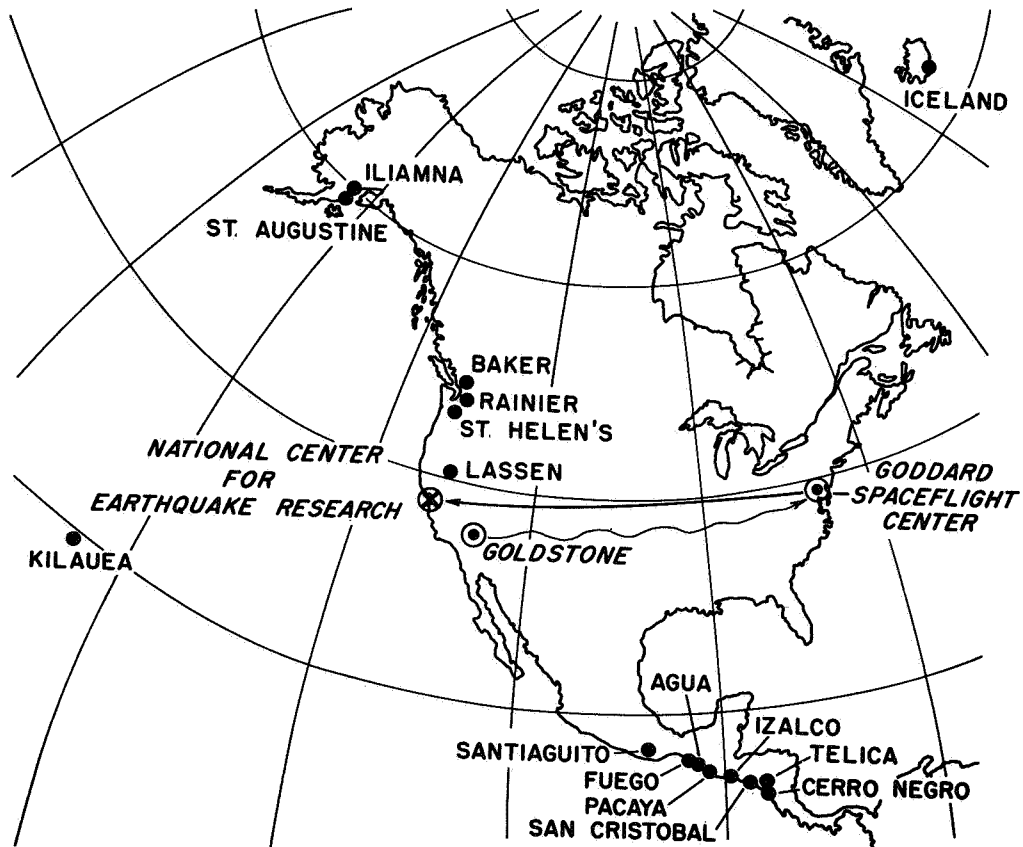 ICELAND
ILIAMNA
ST. AUGUSTINE
BAKER
RAINIER
ST. HELEN'S
LASSEN
NATIONAL CENTER
FOR
EARTHQUAKE RESEARCH
GODDARD
SPACEFLIGHT
CENTER
GOLDSTONE
KILAUEA
AGUA
IZALCO
SANTIAGUITO
TELICA
FUEGO
CERRO NEGRO
PACAYA
SAN CRISTOBAL